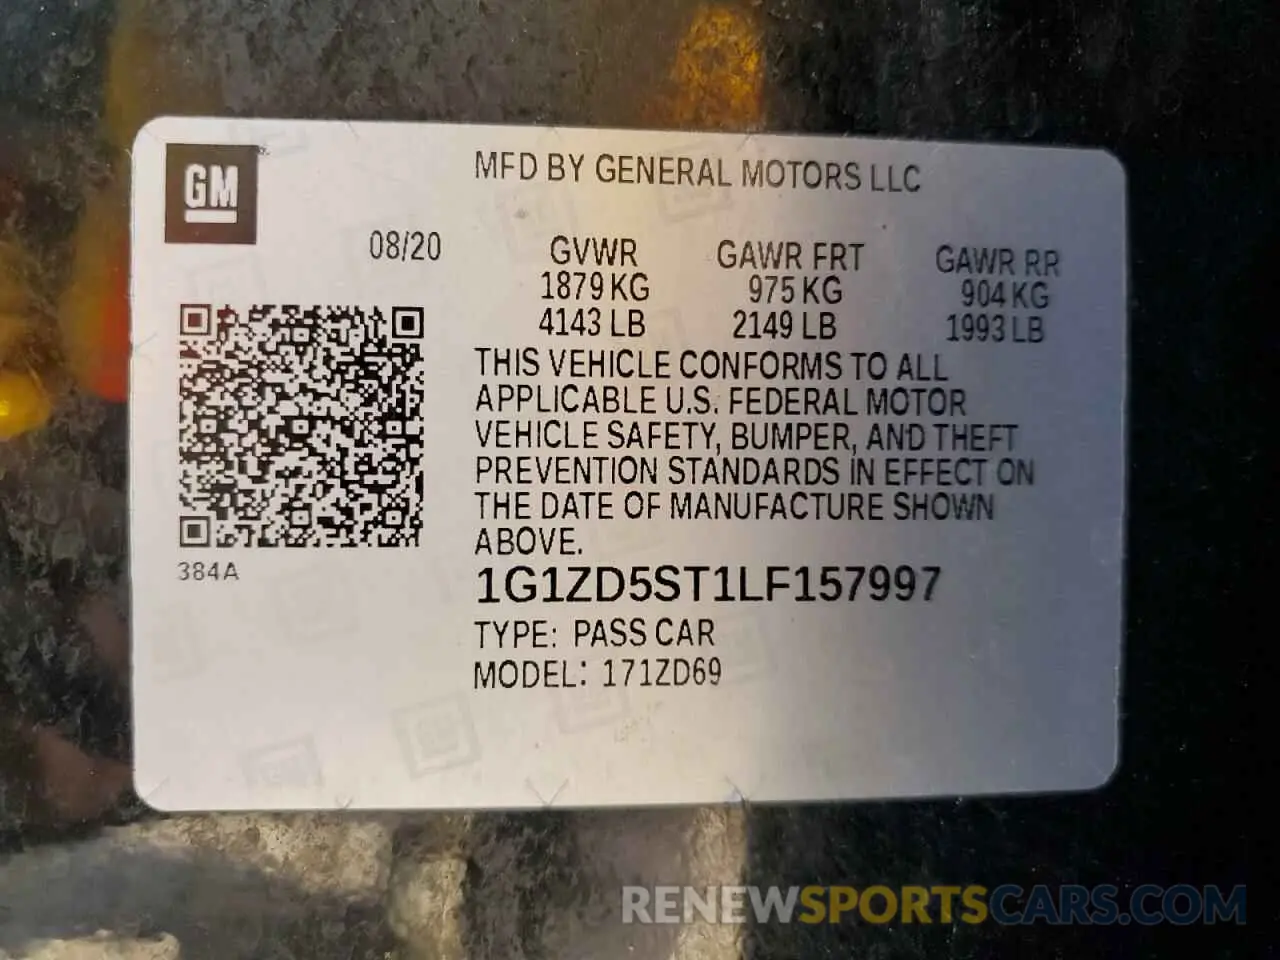 GM
MFD BY GENERAL MOTORS LLC
08/20
GVWR GAWR FRT GAWR RR
1879 KG 975 KG 904 KG
4143 LB 2149 LB 1993 LB
THIS VEHICLE CONFORMS TO ALL
APPLICABLE U.S. FEDERAL MOTOR
VEHICLE SAFETY, BUMPER, AND THEFT
PREVENTION STANDARDS IN EFFECT ON
THE DATE OF MANUFACTURE SHOWN
ABOVE.
384A
1G1ZD5ST1LF157997
TYPE: PASS CAR
MODEL: 171ZD69
RENEWSPORTSCARS.COM